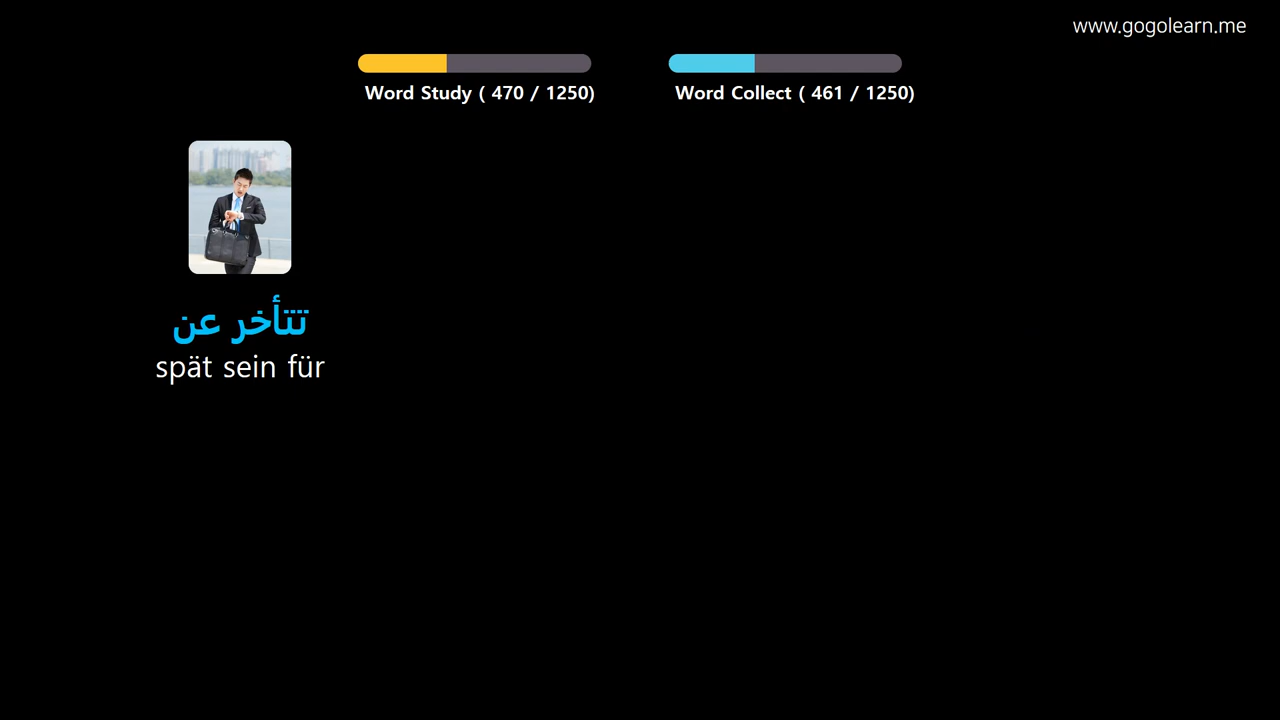 www.gogolearn.me
Word Study ( 470 / 1250)
Word Collect ( 461 / 1250)
تتأخر عن
spät sein für